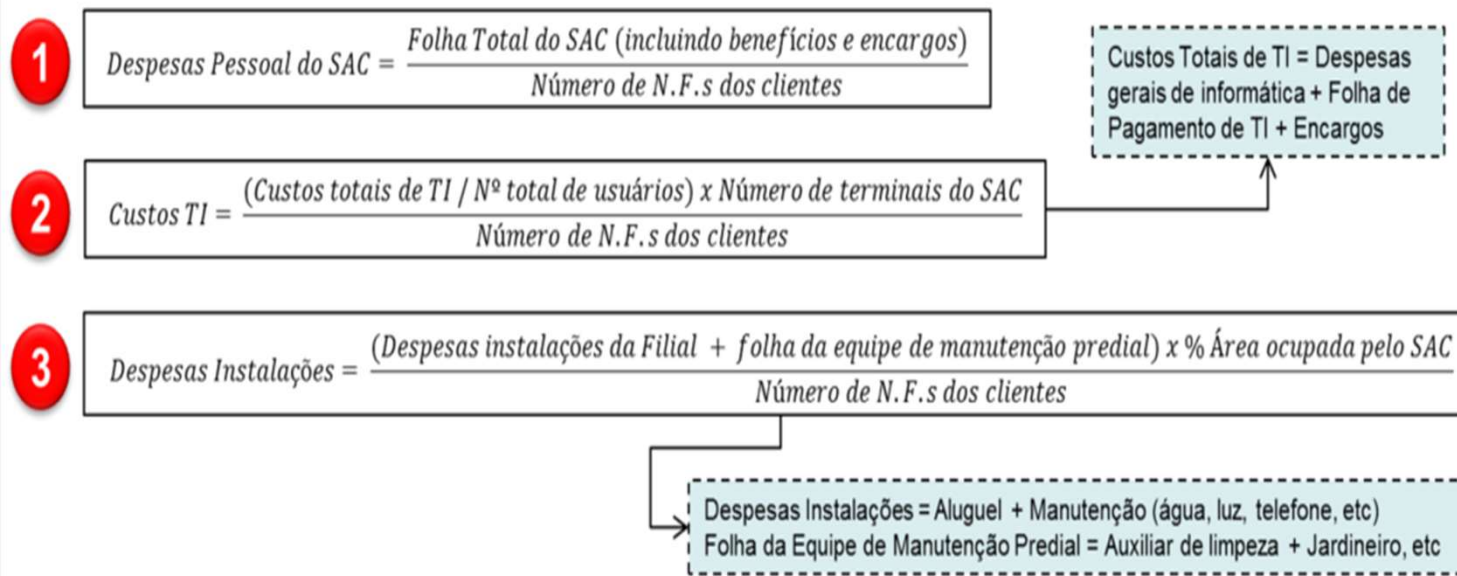 1
Despesas Pessoal do SAC = Folha Total do SAC (incluindo benefícios e encargos) / Número de N.F.s dos clientes
Custos Totais de TI = Despesas
gerais de informática + Folha de
Pagamento de TI + Encargos
2
Custos TI = (Custos totais de TI / Nº total de usuários) x Número de terminais do SAC / Número de N.F.s dos clientes
3
Despesas Instalações = (Despesas instalações da Filial + folha da equipe de manutenção predial) x % Área ocupada pelo SAC / Número de N.F.s dos clientes
Despesas Instalações = Aluguel + Manutenção (água, luz, telefone, etc)
Folha da Equipe de Manutenção Predial = Auxiliar de limpeza + Jardineiro, etc